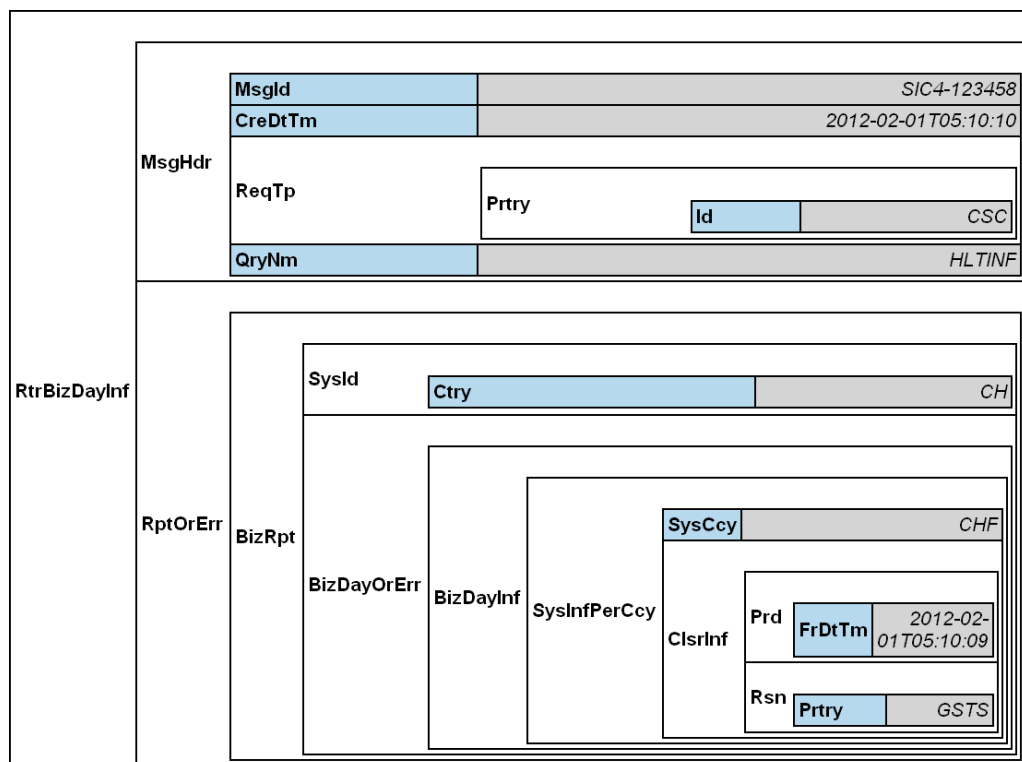 MsgId SIC4-123458
CreDtTm 2012-02-01T05:10:10
MsgHdr
ReqTp
Prtry
Id CSC
QryNm HLTINF
RtrBizDayInf
SysId
Ctry CH
RptOrErr
BizRpt
BizDayOrErr
BizDayInf
SysInfPerCcy
SysCcy CHF
ClsrInf
Prd
FrDtTm 2012-02-
01T05:10:09
Rsn
Prtry GSTS